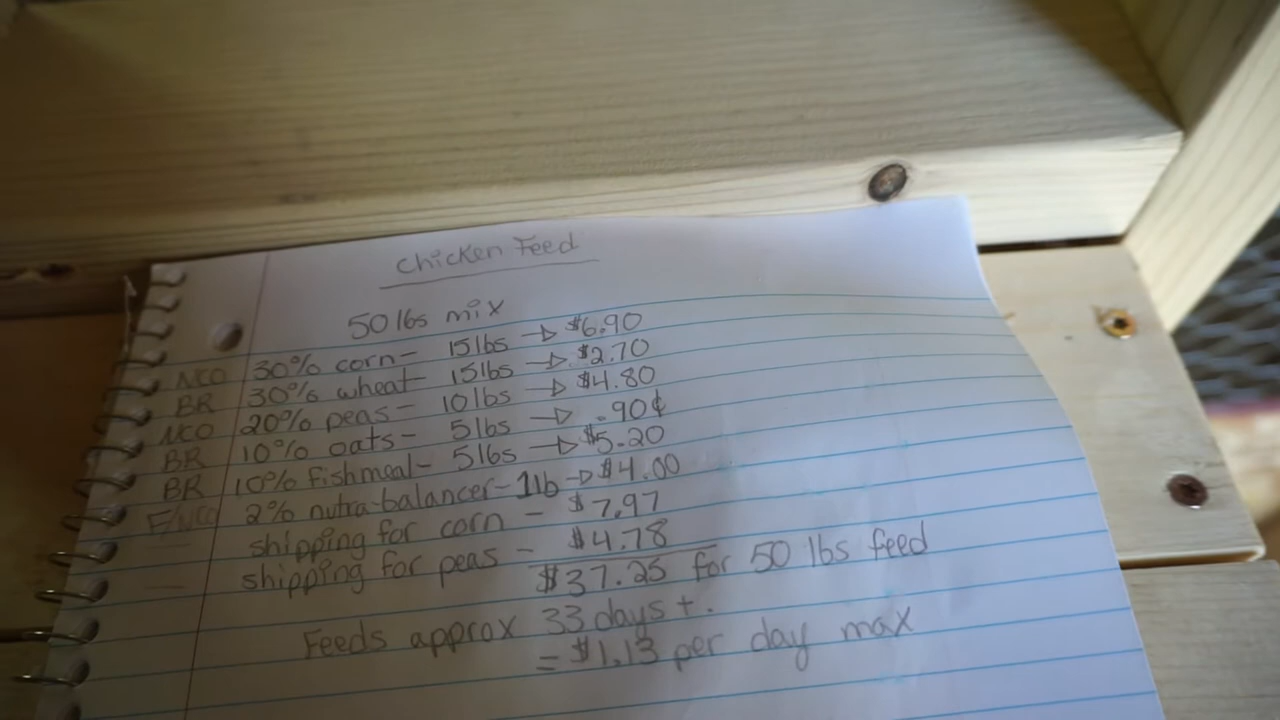 Chicken Feed
50 lbs mix
NCO 30% corn - 15 lbs → $6.90
BR 30% wheat - 15 lbs → $2.70
NCO 20% peas - 10 lbs → $4.80
BR 10% oats - 5 lbs → .90¢
BR 10% fishmeal - 5 lbs → $5.20
F/NCO 2% nutra-balancer - 1 lb → $4.00
shipping for corn - $7.97
— shipping for peas - $4.78
$37.25 for 50 lbs feed
Feeds approx 33 days +.
= $1.13 per day max